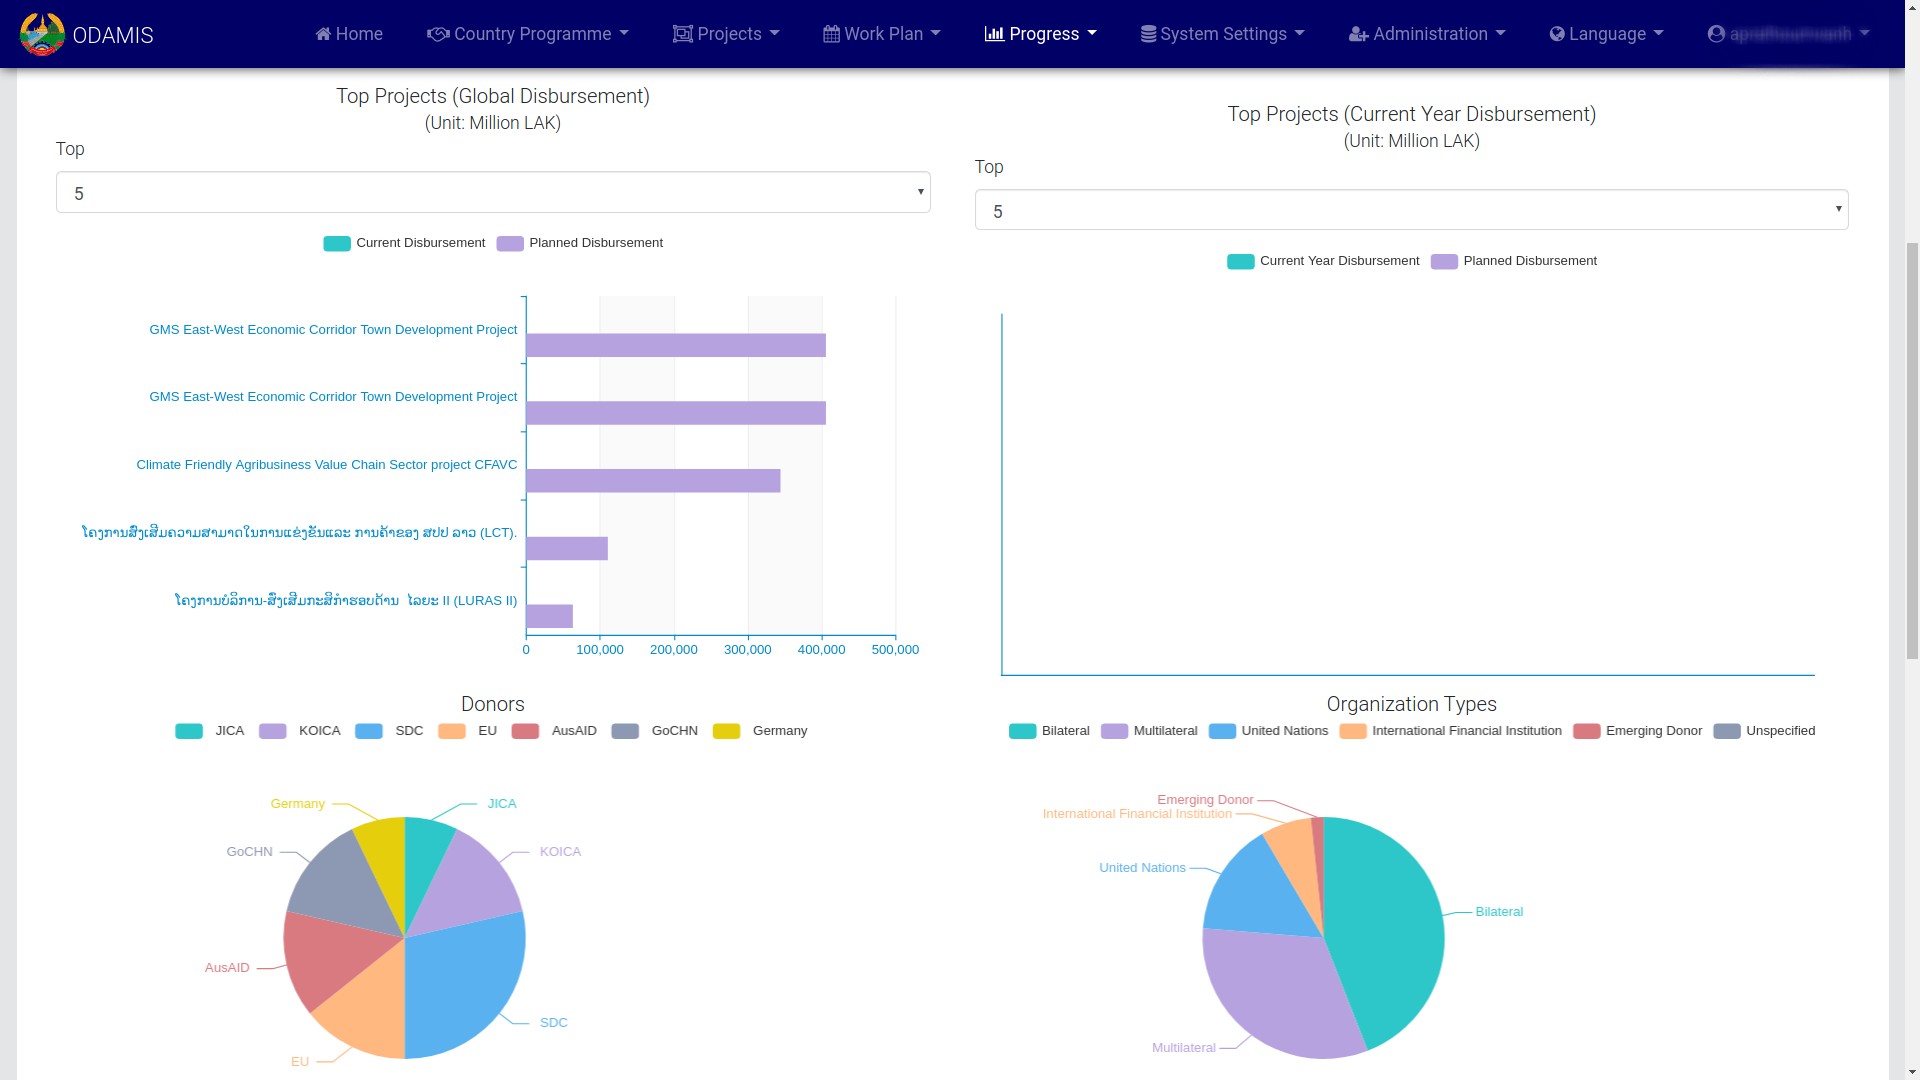 ODAMIS
Home
Country Programme
Projects
Work Plan
Progress
System Settings
Administration
Language
Top Projects (Global Disbursement)
(Unit: Million LAK)
Top
5
Current Disbursement
Planned Disbursement
GMS East-West Economic Corridor Town Development Project
GMS East-West Economic Corridor Town Development Project
Climate Friendly Agribusiness Value Chain Sector project CFAVC
ໂຄງການສົ່ງເສີມຄວາມສາມາດໃນການແຂ່ງຂັນແລະ ການຄ້າຂອງ ສປປ ລາວ (LCT).
ໂຄງການບໍລິການ-ສົ່ງເສີມກະສິກຳຮອບດ້ານ ໄລຍະ II (LURAS II)
0
100,000
200,000
300,000
400,000
500,000
Top Projects (Current Year Disbursement)
(Unit: Million LAK)
Top
5
Current Year Disbursement
Planned Disbursement
Donors
JICA
KOICA
SDC
EU
AusAID
GoCHN
Germany
Germany
JICA
GoCHN
KOICA
AusAID
SDC
EU
Organization Types
Bilateral
Multilateral
United Nations
International Financial Institution
Emerging Donor
Unspecified
Emerging Donor
International Financial Institution
United Nations
Bilateral
Multilateral